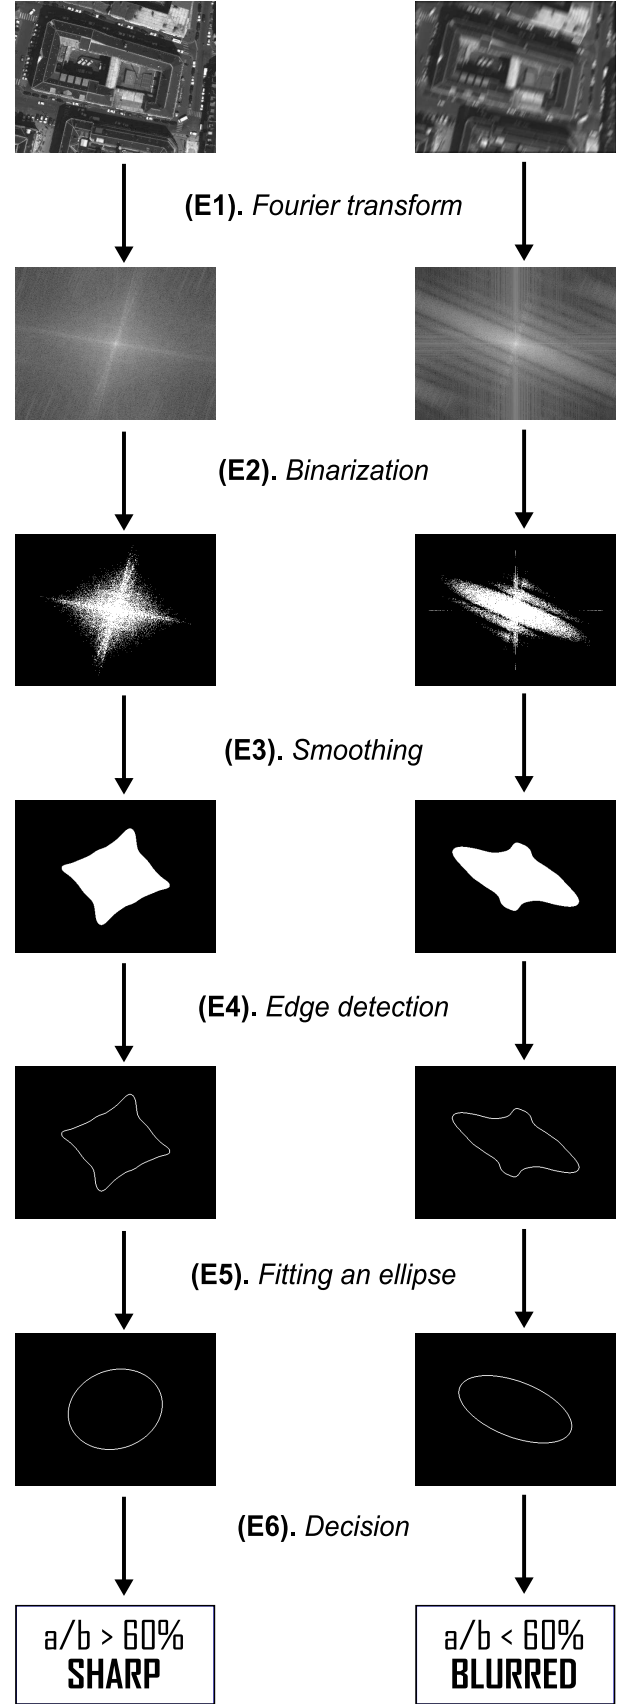 (E1). Fourier transform
(E2). Binarization
(E3). Smoothing
(E4). Edge detection
(E5). Fitting an ellipse
(E6). Decision
a/b > 60%
SHARP
a/b < 60%
BLURRED